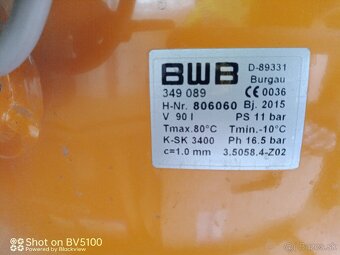 BWB D-89331
Burgau
349 089 CE 0036
H-Nr. 806060 Bj. 2015
V 90 l PS 11 bar
Tmax.80°C Tmin.-10°C
K-SK 3400 Ph 16.5 bar
c=1.0 mm 3.5058.4-Z02
Shot on BV5100
Powered by Blackview